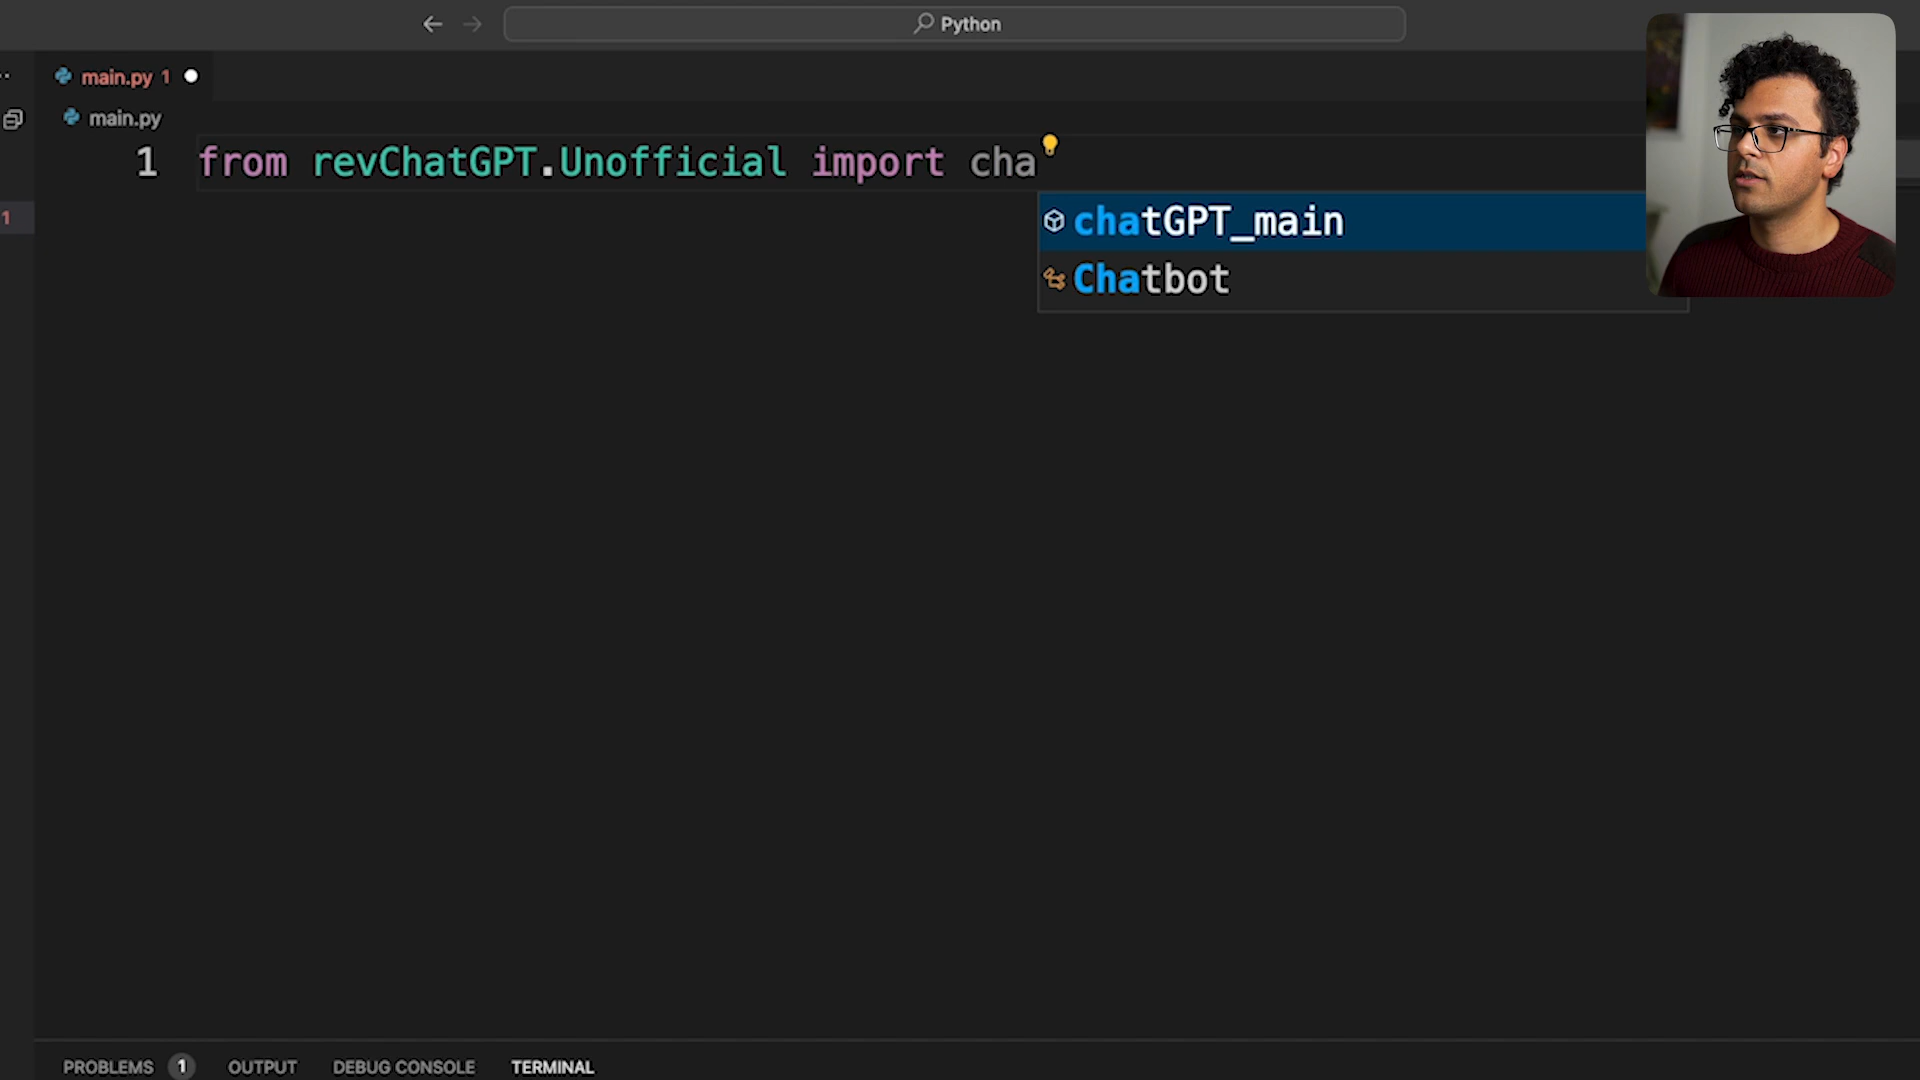 Python
main.py 1
main.py
1 from revChatGPT.Unofficial import cha
chatGPT_main
1
Chatbot
PROBLEMS 1 OUTPUT DEBUG CONSOLE TERMINAL